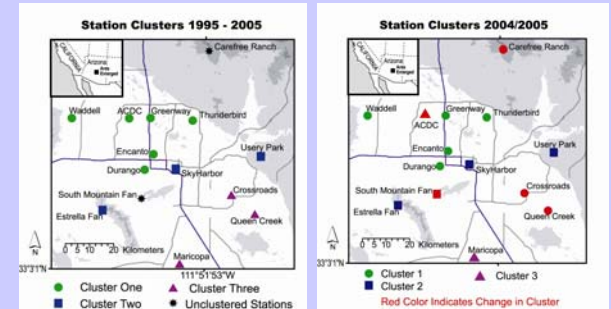 Station Clusters 1995 - 2005
CALIFORNIA
Arizona
Area
Enlarged
Carefree Ranch
Waddell
ACDC
Greenway
Thunderbird
Encanto
Usery Park
Durango
SkyHarbor
South Mountain Fan
Crossroads
Estrella Fan
Queen Creek
N
0 5 10 20
Kilometers
Maricopa
33°3'1"N
111°51'53"W
Cluster One
Cluster Three
Cluster Two
Unclustered Stations
Station Clusters 2004/2005
CALIFORNIA
Arizona
Area
Enlarged
Carefree Ranch
Waddell
Greenway
ACDC
Thunderbird
Encanto
Usery Park
Durango
SkyHarbor
South Mountain Fan
Crossroads
Estrella Fan
Queen Creek
N
0 5 10 20
Kilometers
Maricopa
33°3'1"N
Cluster 1
Cluster 3
Cluster 2
Red Color Indicates Change in Cluster